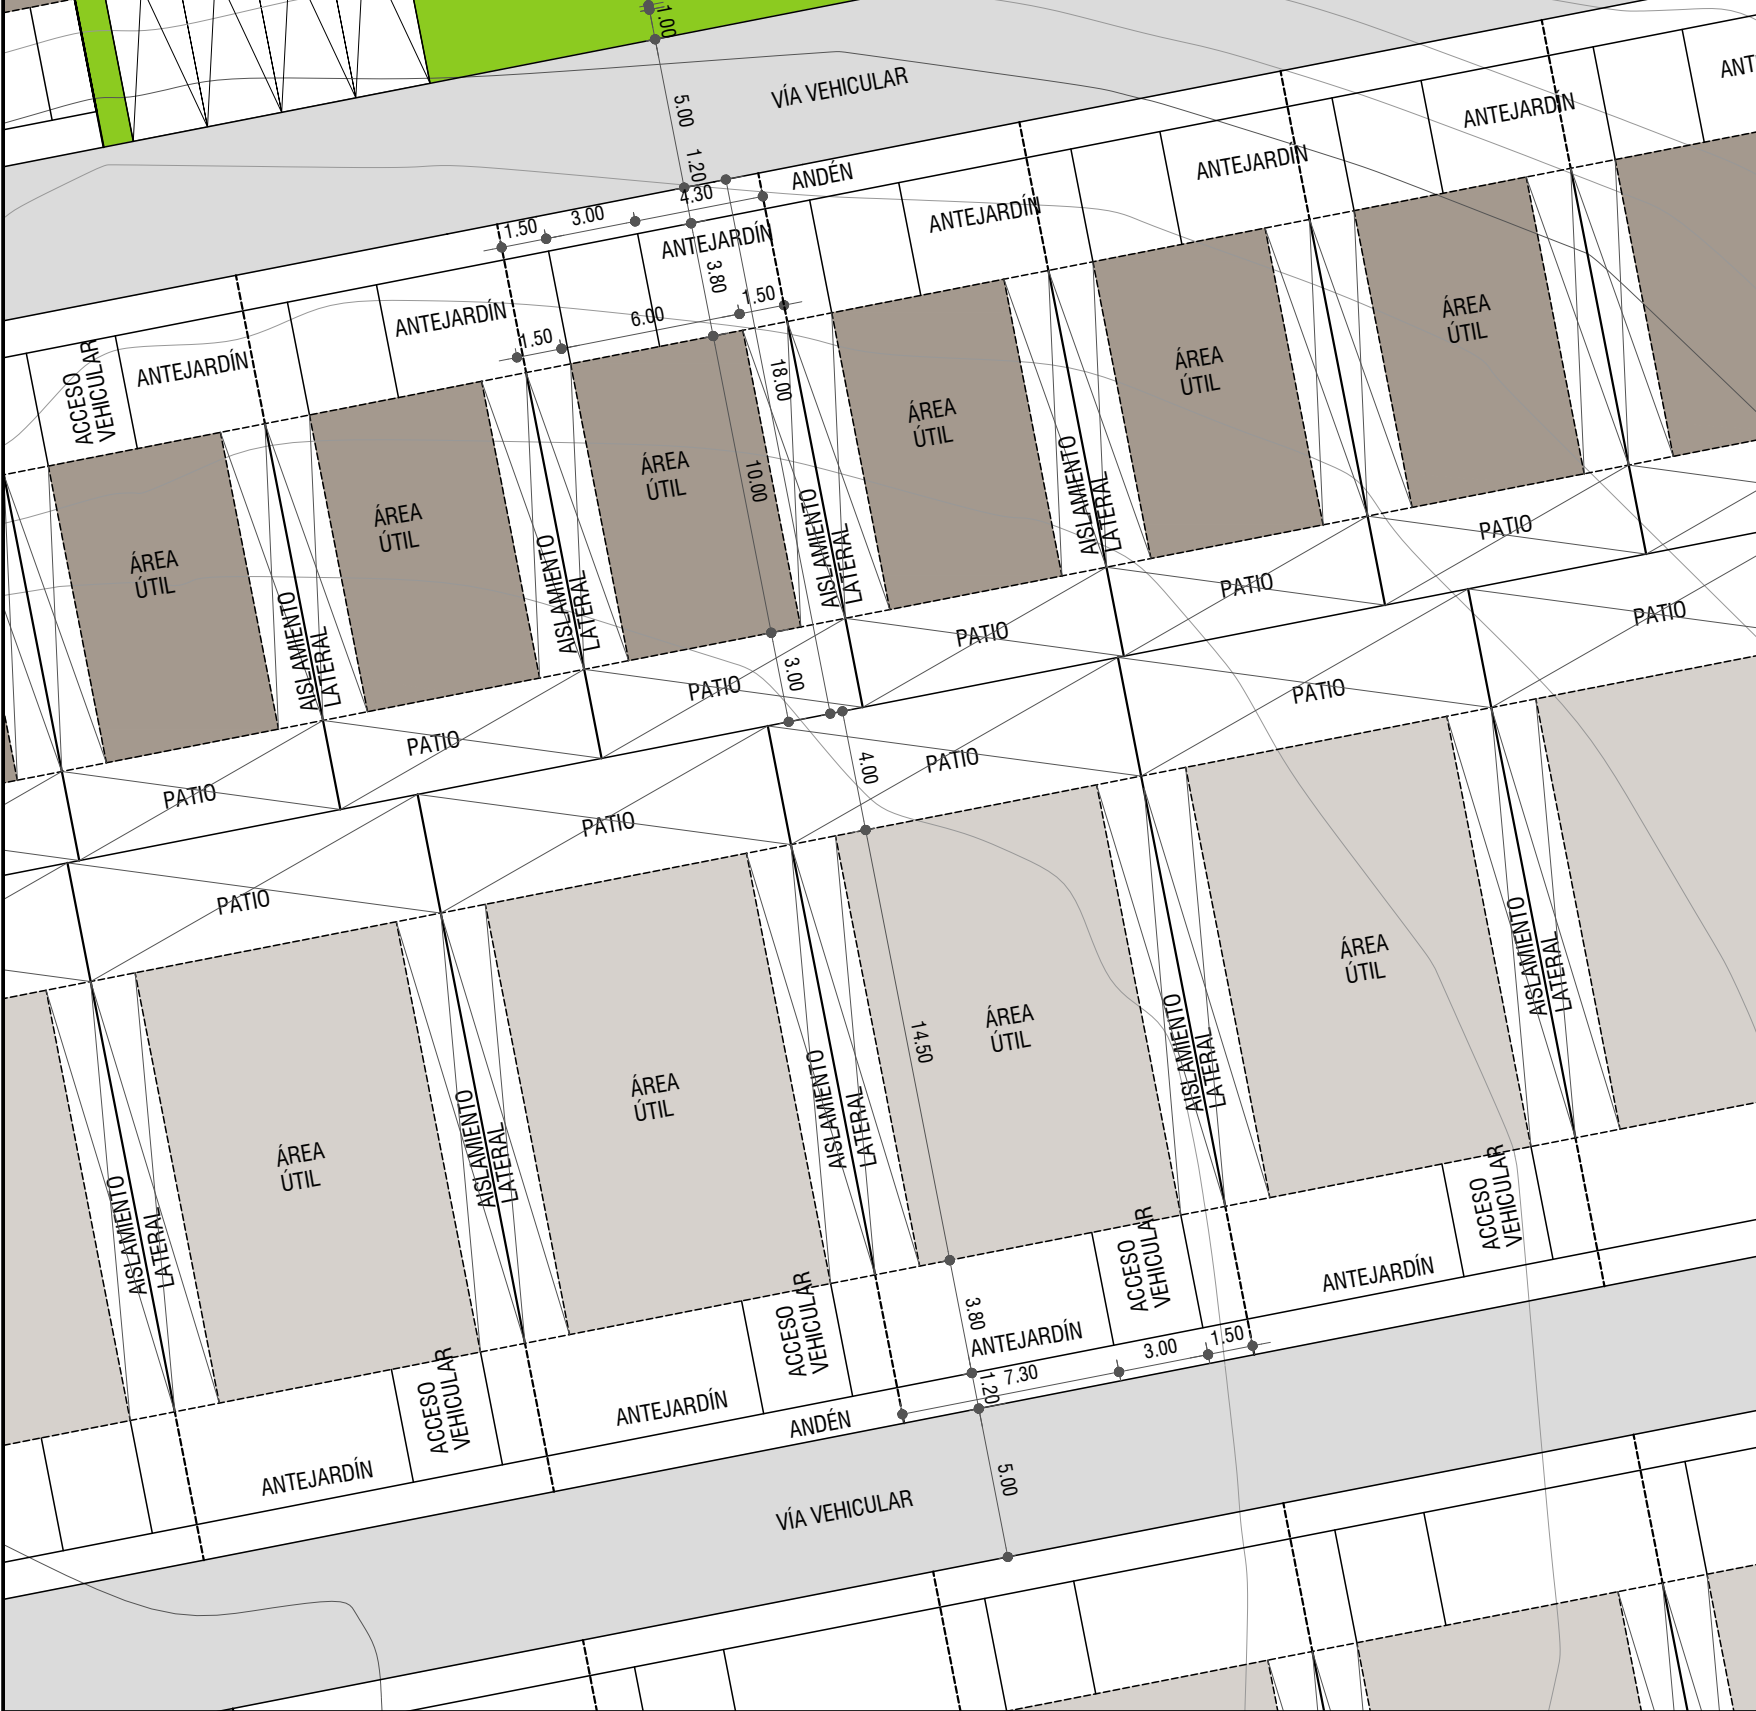 1.00
5.00
VÍA VEHICULAR
1.20
4.30
3.00
1.50
ANDÉN
ANT
ANTEJARDÍN
ANTEJARDÍN
ANTEJARDÍN
ANTEJARDÍN
ANTEJARDÍN
ANTEJARDÍN
ACCESO
VEHICULAR
3.80
1.50
6.00
1.50
18.00
10.00
ÁREA
ÚTIL
ÁREA
ÚTIL
ÁREA
ÚTIL
ÁREA
ÚTIL
ÁREA
ÚTIL
ÁREA
ÚTIL
AISLAMIENTO
LATERAL
AISLAMIENTO
LATERAL
AISLAMIENTO
LATERAL
AISLAMIENTO
LATERAL
3.00
PATIO
PATIO
PATIO
PATIO
PATIO
PATIO
PATIO
PATIO
PATIO
PATIO
PATIO
4.00
14.50
ÁREA
ÚTIL
ÁREA
ÚTIL
ÁREA
ÚTIL
ÁREA
ÚTIL
AISLAMIENTO
LATERAL
AISLAMIENTO
LATERAL
AISLAMIENTO
LATERAL
AISLAMIENTO
LATERAL
AISLAMIENTO
LATERAL
ACCESO
VEHICULAR
ACCESO
VEHICULAR
ACCESO
VEHICULAR
ACCESO
VEHICULAR
3.80
ANTEJARDÍN
ANTEJARDÍN
ANTEJARDÍN
ANTEJARDÍN
7.30
3.00
1.50
1.20
ANDÉN
5.00
VÍA VEHICULAR